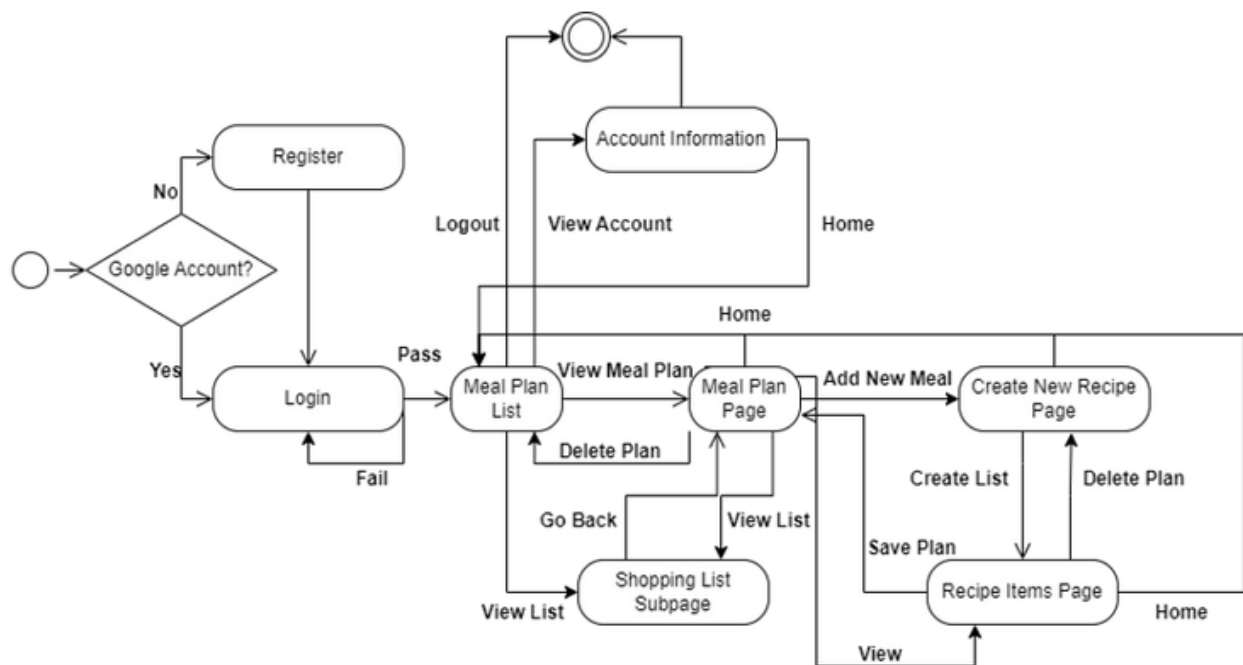 Account Information
Register
No
Logout
View Account
Home
Google Account?
Home
Yes
Pass
Login
Meal Plan
List
View Meal Plan
Meal Plan
Page
Add New Meal
Create New Recipe
Page
Fail
Delete Plan
Create List
Delete Plan
Go Back
View List
Save Plan
Shopping List
Subpage
Recipe Items Page
View List
Home
View